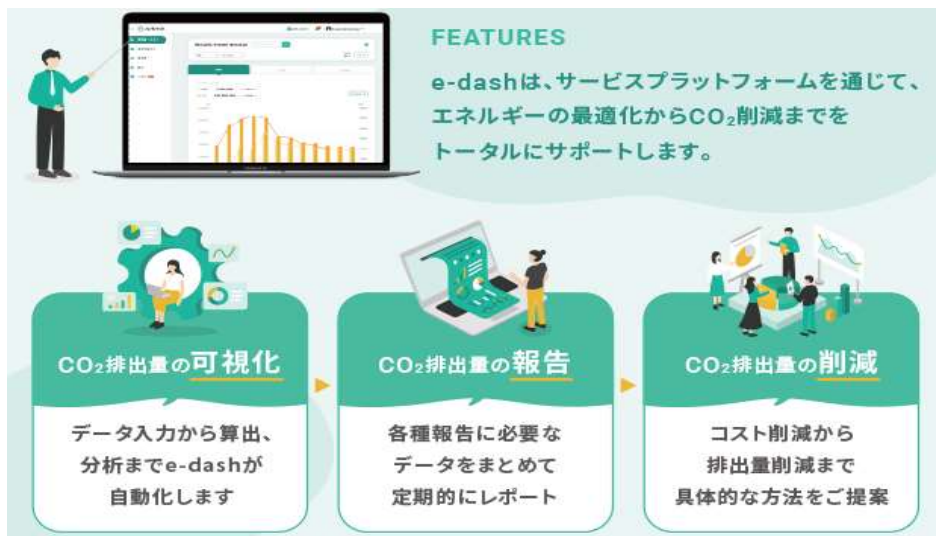 FEATURES
e-dashは、サービスプラットフォームを通じて、
エネルギーの最適化からCO₂削減までを
トータルにサポートします。
CO₂排出量の可視化
データ入力から算出、
分析までe-dashが
自動化します
CO₂排出量の報告
各種報告に必要な
データをまとめて
定期的にレポート
CO₂排出量の削減
コスト削減から
排出量削減まで
具体的な方法をご提案